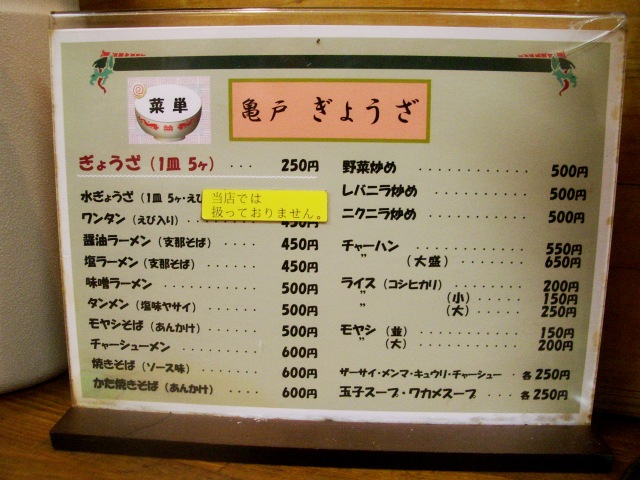 菜単
亀戸 ぎょうざ
ぎょうざ (1皿 5ヶ) ... 250円
水ぎょうざ (1皿 5ヶ・えび
当店では
扱っておりません。
ワンタン (えび入り) 450円
醤油ラーメン (支那そば) .... 450円
塩ラーメン (支那そば) ...... 450円
味噌ラーメン ............ 500円
タンメン (塩味ヤサイ) ...... 500円
モヤシそば (あんかけ) ..... 500円
チャーシューメン ......... 600円
焼きそば (ソース味) ....... 600円
かた焼きそば (あんかけ) .... 600円
野菜炒め ............ 500円
レバニラ炒め .......... 500円
ニクニラ炒め .......... 500円
チャーハン ............ 550円
〃 (大盛) ........ 650円
ライス (コシヒカリ) ....... 200円
〃 (小) ..... 150円
〃 (大) ..... 250円
モヤシ (並) ........... 150円
〃 (大) ........... 200円
ザーサイ・メンマ・キュウリ・チャーシュー ... 各250円
玉子スープ・ワカメスープ .... 各250円